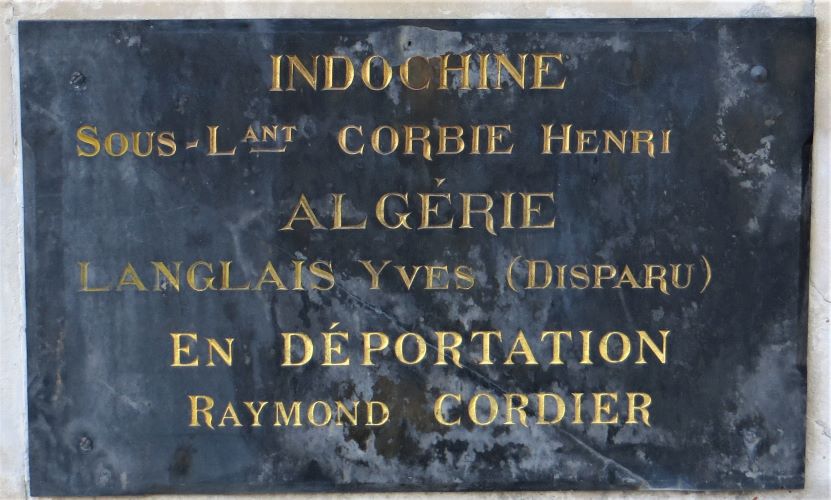 INDOCHINE
SOUS-LANT CORBIE HENRI
ALGÉRIE
LANGLAIS YVES (DISPARU)
EN DÉPORTATION
RAYMOND CORDIER